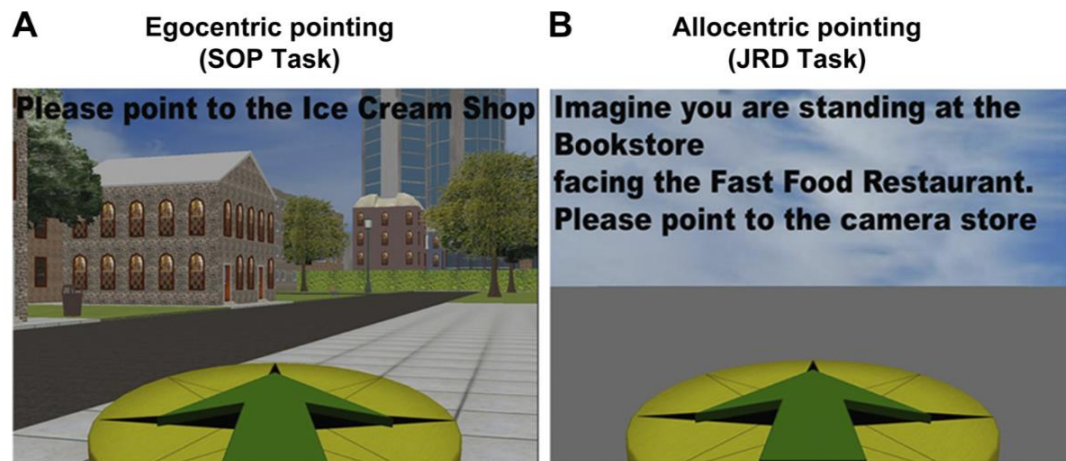 A
Egocentric pointing
(SOP Task)
Please point to the Ice Cream Shop
B
Allocentric pointing
(JRD Task)
Imagine you are standing at the
Bookstore
facing the Fast Food Restaurant.
Please point to the camera store